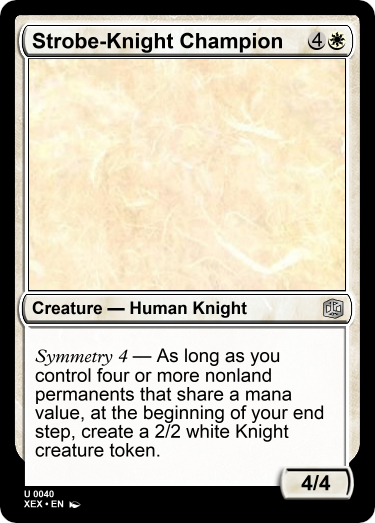 Strobe-Knight Champion 4
Creature — Human Knight
Symmetry 4 — As long as you
control four or more nonland
permanents that share a mana
value, at the beginning of your end
step, create a 2/2 white Knight
creature token.
4/4
U 0040
XEX • EN